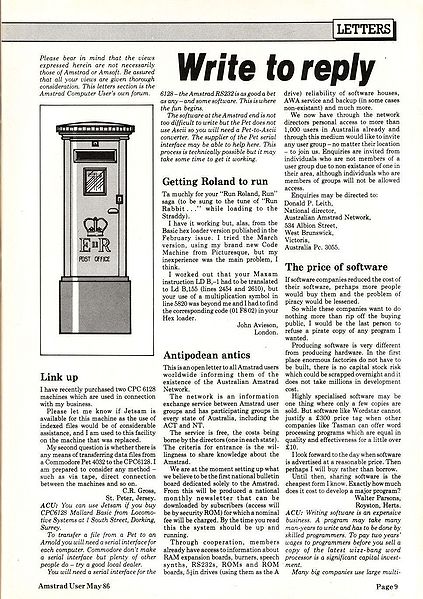 LETTERS
Please bear in mind that the views
expressed herein are not necessarily
those of Amstrad or Amsoft. Be assured
that all your views are given thorough
consideration. This letters section is the
Amstrad Computer User's own forum.
E R
POST OFFICE
Link up
I have recently purchased two CPC 6128
machines which are used in connection
with my business.
Please let me know if Jetsam is
available for this machine as the use of
indexed files would be of considerable
assistance, and I am used to this facility
on the machine that was replaced.
My second question is whether there is
any means of transferring data files from
a Commodore Pet 4032 to the CPC6128. I
am prepared to consider any method –
such as via tape, direct connection
between the machines and so on.
C.R. Gross,
St. Peter, Jersey.
ACU: You can use Jetsam if you buy
CPC6128 Mallard Basic from Locomo-
tive Systems at 1 South Street, Dorking,
Surrey.
To transfer a file from a Pet to an
Arnold you will need a serial interface for
each computer. Commodore don't make
a serial interface but plenty of other
people do – try a good local dealer.
You will need a serial interface for the
Write to reply
6128 – the Amstrad RS232 is as good a bet
as any – and some software. This is where
the fun begins.
The software at the Amstrad end is not
too difficult to write but the Pet does not
use Ascii so you will need a Pet-to-Ascii
converter. The supplier of the Pet serial
interface may be able to help here. This
process is technically possible but it may
take some time to get it working.
Getting Roland to run
Ta muchly for your "Run Roland, Run"
saga (to be sung to the tune of "Run
Rabbit..." while loading to the
Straddly).
I have it working but, alas, from the
Basic hex loader version published in the
February issue. I tried the March
version, using my brand new Code
Machine from Picturesque, but my
inexperience was the main problem, I
think.
I worked out that your Maxam
instruction LD B,-1 had to be translated
to Ld B,155 (lines 2454 and 2610), but
your use of a multiplication symbol in
line 5820 was beyond me and I had to find
the corresponding code (01 F8 02) in your
Hex loader.
John Avieson,
London.
Antipodean antics
This is an open letter to all Amstrad users
worldwide informing them of the
existence of the Australian Amstrad
Network.
The network is an information
exchange service between Amstrad user
groups and has participating groups in
every state of Australia, including the
ACT and NT.
The service is free, the costs being
borne by the directors (one in each state).
The criteria for entrance is the wil-
lingness to share knowledge about the
Amstrad.
We are at the moment setting up what
we believe to be the first national bulletin
board dedicated solely to the Amstrad.
From this will be produced a national
monthly newsletter that can be
downloaded by subscribers (access will
be by security ROM) for which a nominal
fee will be charged. By the time you read
this the system should be up and
running.
Through cooperation, members
already have access to information about
RAM expansion boards, burners, speech
synths, RS232s, ROMs and ROM
boards, 5¼in drives (using them as the A
drive) reliability of software houses,
AWA service and backup (in some cases
non-existant) and much more.
We now have through the network
directors personal access to more than
1,000 users in Australia already and
through this medium would like to invite
any user group – no matter their location
– to join us. Enquiries are invited from
individuals who are not members of a
user group due to non existance of one in
their area, although individuals who are
members of groups will not be allowed
access.
Enquiries may be directed to:
Donald P. Leith,
National director,
Australian Amstrad Network,
534 Albion Street,
West Brunswick,
Victoria,
Australia Pc. 3055.
The price of software
If software companies reduced the cost of
their software, perhaps more people
would buy them and the problem of
piracy would be lessened.
So while these companies want to do
nothing more than rip off the buying
public, I would be the last person to
refuse a pirate copy of any program I
wanted.
Producing software is very different
from producing hardware. In the first
place enormous factories do not have to
be built, there is no capital stock risk
which could be scrapped overnight and it
does not take millions in development
cost.
Highly specialised software may be
one thing where only a few copies are
sold. But software like Wordstar cannot
justify a £300 price tag when other
companies like Tasman can offer word
processing programs which are equal in
quality and effectiveness for a little over
£10.
I look forward to the day when software
is advertised at a reasonable price. Then
perhaps I will buy rather than borrow.
Until then, sharing software is the
cheapest form I know. Exactly how much
does it cost to develop a major program?
Walter Parsons,
Royston, Herts.
ACU: Writing software is an expensive
business. A program may take many
man-years to write and has to be done by
skilled programmers. To pay two years'
wages to programmers before you sell a
copy of the latest wizz-bang word
processor is a significant capital invest-
ment.
Many big companies use large multi-
Amstrad User May 86
Page 9